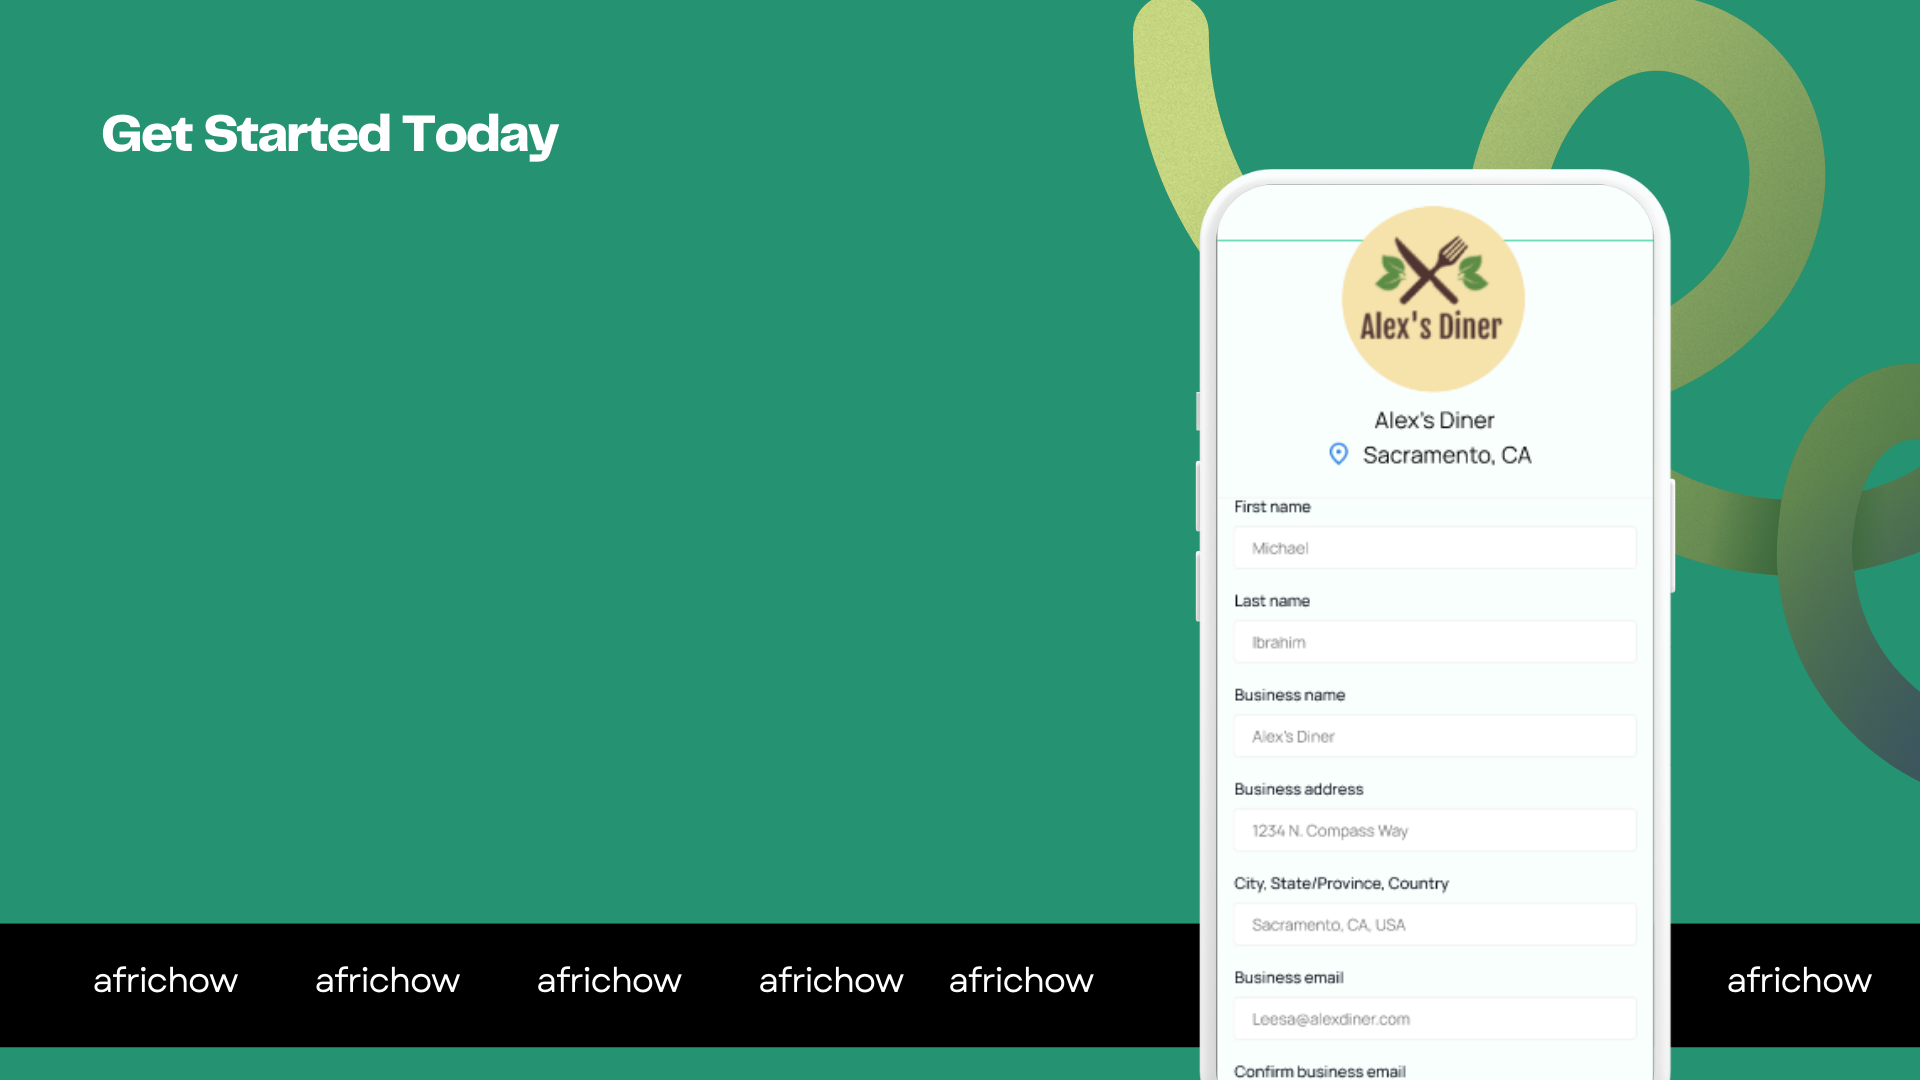 Get Started Today
Alex's Diner
Alex's Diner
Sacramento, CA
First name
Michael
Last name
Ibrahim
Business name
Alex's Diner
Business address
1234 N. Compass Way
City, State/Province, Country
Sacramento, CA, USA
Business email
Leesa@alexdiner.com
Confirm business email
africhow africhow africhow africhow africhow africhow